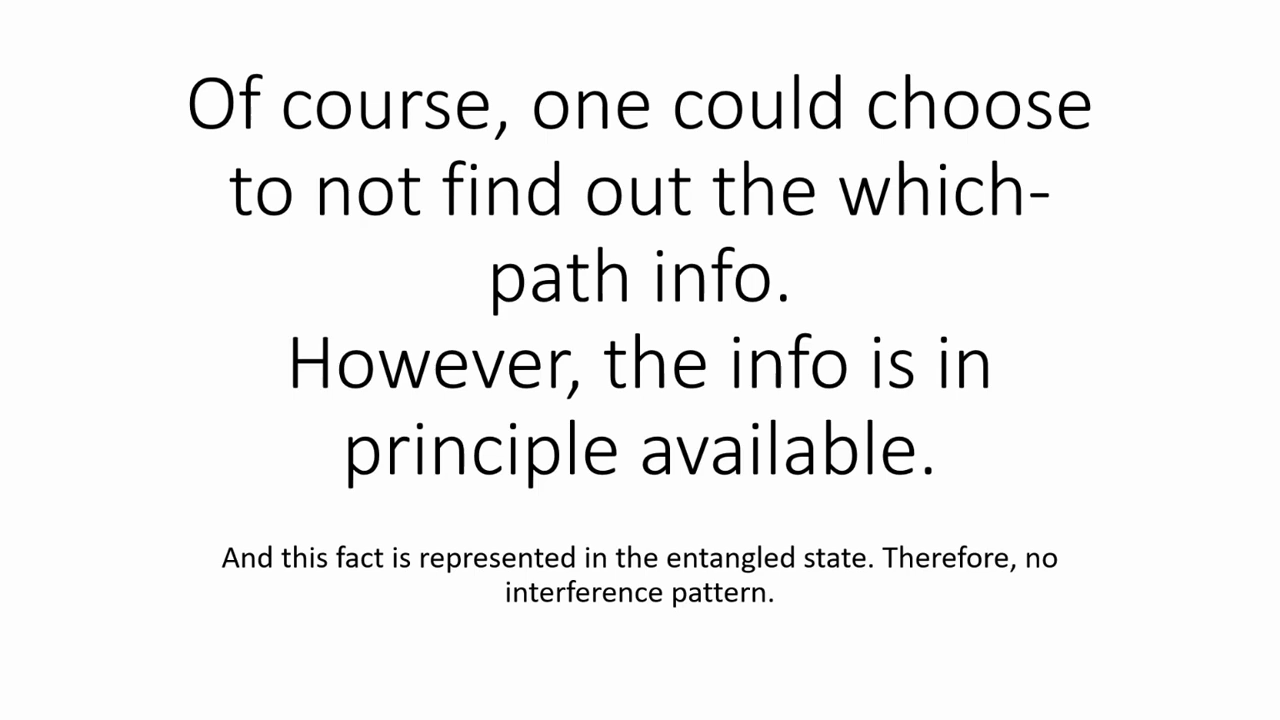 Of course, one could choose
to not find out the which-
path info.
However, the info is in
principle available.
And this fact is represented in the entangled state. Therefore, no
interference pattern.